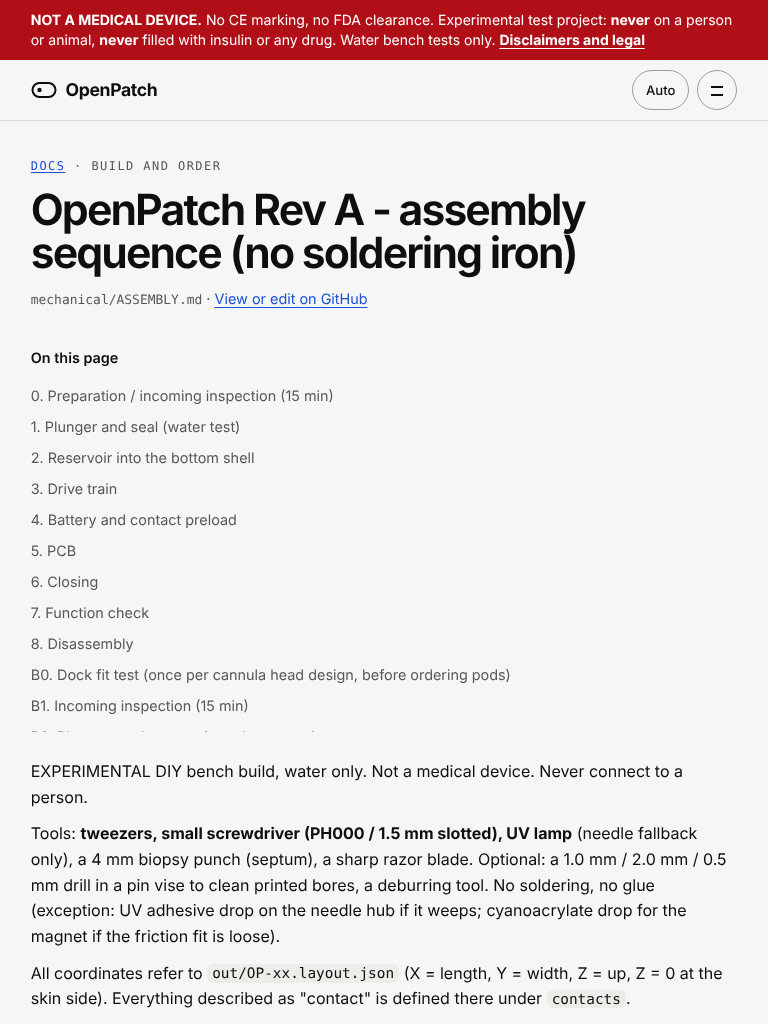 NOT A MEDICAL DEVICE. No CE marking, no FDA clearance. Experimental test project: never on a person
or animal, never filled with insulin or any drug. Water bench tests only. Disclaimers and legal
OpenPatch
Auto
DOCS · BUILD AND ORDER
OpenPatch Rev A - assembly
sequence (no soldering iron)
mechanical/ASSEMBLY.md · View or edit on GitHub
On this page
0. Preparation / incoming inspection (15 min)
1. Plunger and seal (water test)
2. Reservoir into the bottom shell
3. Drive train
4. Battery and contact preload
5. PCB
6. Closing
7. Function check
8. Disassembly
B0. Dock fit test (once per cannula head design, before ordering pods)
B1. Incoming inspection (15 min)
EXPERIMENTAL DIY bench build, water only. Not a medical device. Never connect to a
person.
Tools: tweezers, small screwdriver (PH000 / 1.5 mm slotted), UV lamp (needle fallback
only), a 4 mm biopsy punch (septum), a sharp razor blade. Optional: a 1.0 mm / 2.0 mm / 0.5
mm drill in a pin vise to clean printed bores, a deburring tool. No soldering, no glue
(exception: UV adhesive drop on the needle hub if it weeps; cyanoacrylate drop for the
magnet if the friction fit is loose).
All coordinates refer to out/OP-xx.layout.json (X = length, Y = width, Z = up, Z = 0 at the
skin side). Everything described as "contact" is defined there under contacts.